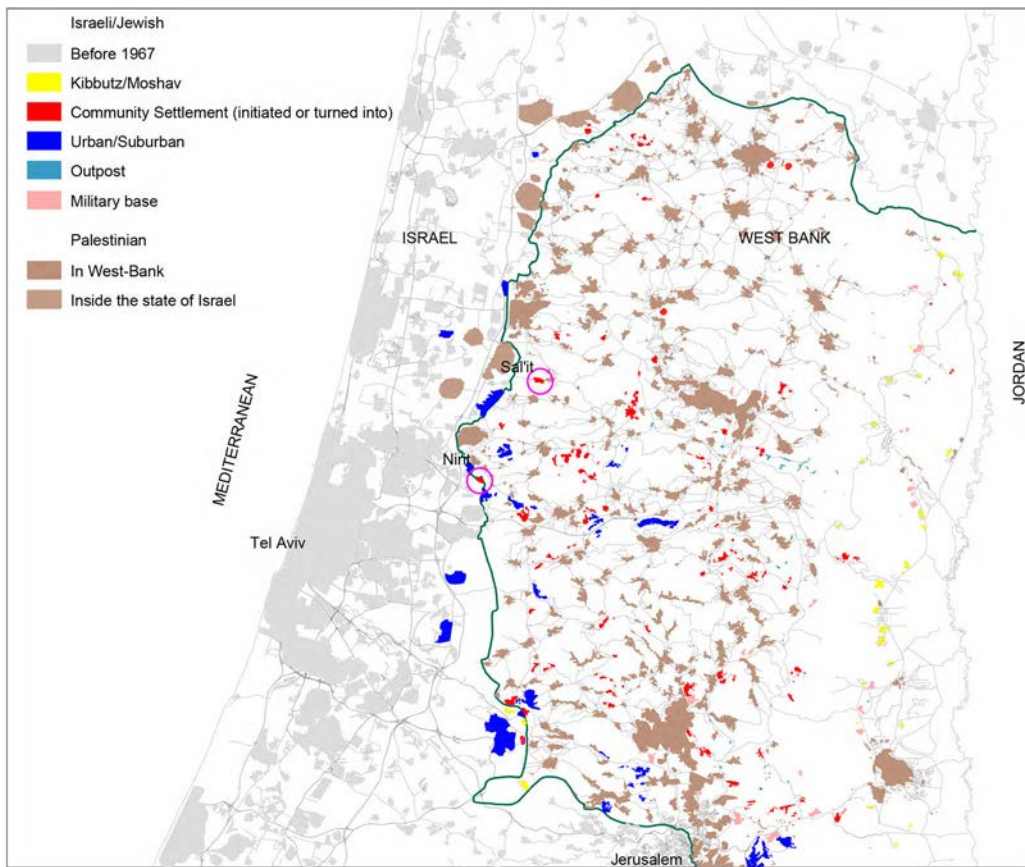 Israeli/Jewish
Before 1967
Kibbutz/Moshav
Community Settlement (initiated or turned into)
Urban/Suburban
Outpost
Military base
Palestinian
In West-Bank
Inside the state of Israel
ISRAEL
WEST BANK
JORDAN
MEDITERRANEAN
Sal'it
Nirit
Tel Aviv
Jerusalem